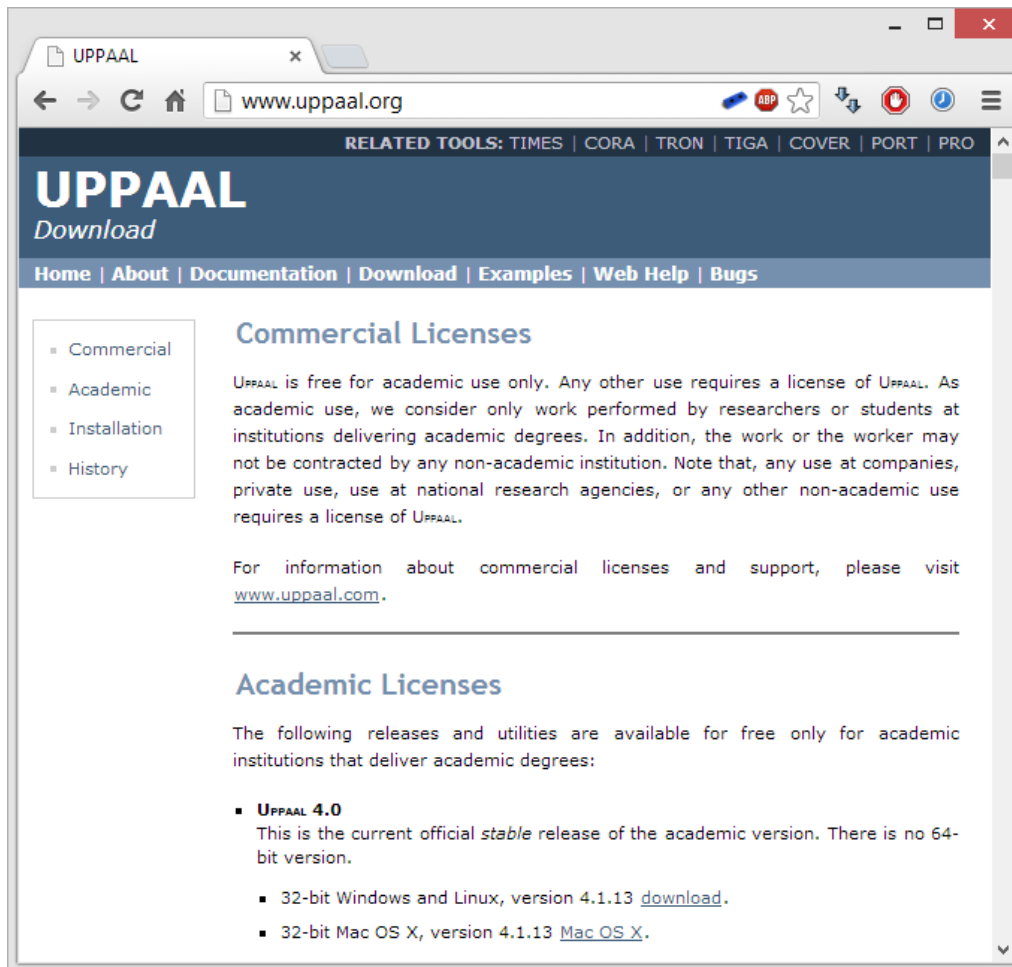 UPPAAL
www.uppaal.org
ABP
RELATED TOOLS: TIMES | CORA | TRON | TIGA | COVER | PORT | PRO
UPPAAL
Download
Home | About | Documentation | Download | Examples | Web Help | Bugs
Commercial
Academic
Installation
History
Commercial Licenses
UPPAAL is free for academic use only. Any other use requires a license of UPPAAL. As
academic use, we consider only work performed by researchers or students at
institutions delivering academic degrees. In addition, the work or the worker may
not be contracted by any non-academic institution. Note that, any use at companies,
private use, use at national research agencies, or any other non-academic use
requires a license of UPPAAL.
For information about commercial licenses and support, please visit
www.uppaal.com.
Academic Licenses
The following releases and utilities are available for free only for academic
institutions that deliver academic degrees:
UPPAAL 4.0
This is the current official stable release of the academic version. There is no 64-
bit version.
32-bit Windows and Linux, version 4.1.13 download.
32-bit Mac OS X, version 4.1.13 Mac OS X.